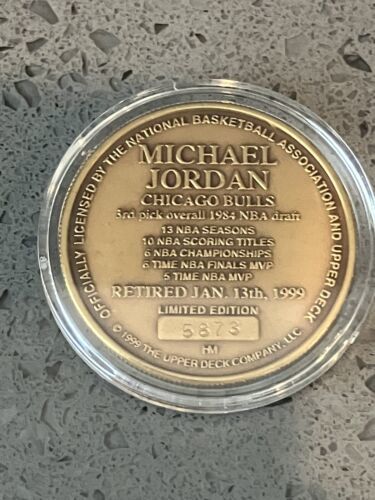 OFFICIALLY LICENSED BY THE NATIONAL BASKETBALL ASSOCIATION AND UPPER DECK
MICHAEL
JORDAN
CHICAGO BULLS
3rd pick overall 1984 NBA draft
13 NBA SEASONS
10 NBA SCORING TITLES
6 NBA CHAMPIONSHIPS
6 TIME NBA FINALS MVP
5 TIME NBA MVP
RETIRED JAN. 13th, 1999
LIMITED EDITION
5873
HM
© 1999 THE UPPER DECK COMPANY, LLC.